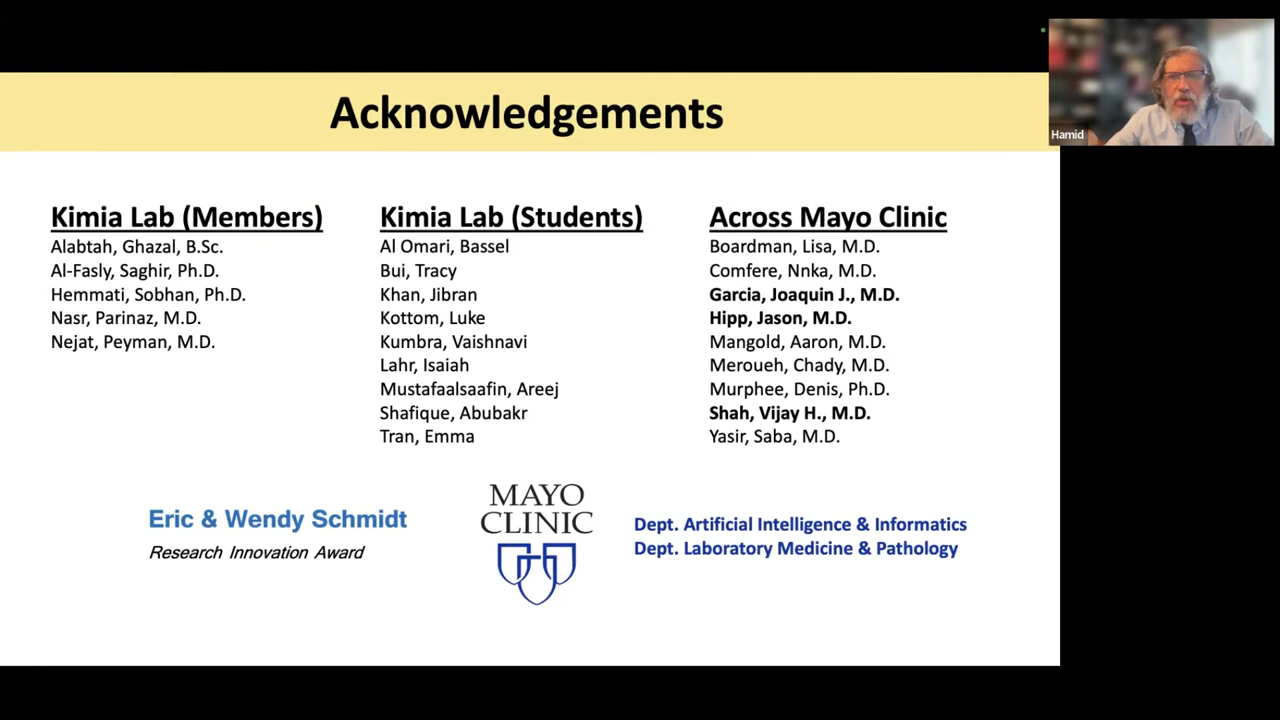 Acknowledgements
Hamid
Kimia Lab (Members)
Alabtah, Ghazal, B.Sc.
Al-Fasly, Saghir, Ph.D.
Hemmati, Sobhan, Ph.D.
Nasr, Parinaz, M.D.
Nejat, Peyman, M.D.
Kimia Lab (Students)
Al Omari, Bassel
Bui, Tracy
Khan, Jibran
Kottom, Luke
Kumbra, Vaishnavi
Lahr, Isaiah
Mustafaalsaafin, Areej
Shafique, Abubakr
Tran, Emma
Across Mayo Clinic
Boardman, Lisa, M.D.
Comfere, Nnka, M.D.
Garcia, Joaquin J., M.D.
Hipp, Jason, M.D.
Mangold, Aaron, M.D.
Meroueh, Chady, M.D.
Murphee, Denis, Ph.D.
Shah, Vijay H., M.D.
Yasir, Saba, M.D.
Eric & Wendy Schmidt
Research Innovation Award
MAYO
CLINIC
Dept. Artificial Intelligence & Informatics
Dept. Laboratory Medicine & Pathology